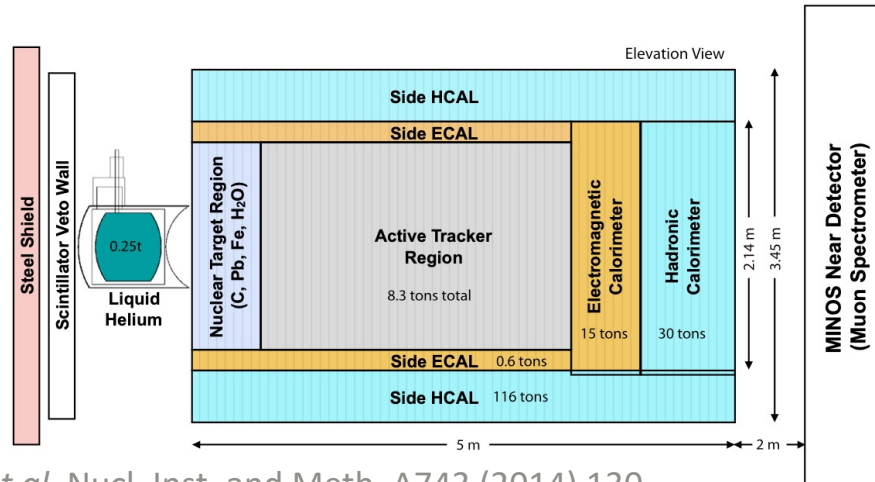 Elevation View
Steel Shield
Scintillator Veto Wall
0.25t
Liquid
Helium
Side HCAL
Side ECAL
Nuclear Target Region
(C, Pb, Fe, H₂O)
Active Tracker
Region
8.3 tons total
Electromagnetic
Calorimeter
15 tons
Hadronic
Calorimeter
30 tons
Side ECAL 0.6 tons
Side HCAL 116 tons
2.14 m
3.45 m
5 m
2 m
MINOS Near Detector
(Muon Spectrometer)
t al, Nucl. Inst. and Meth. A743 (2014) 130